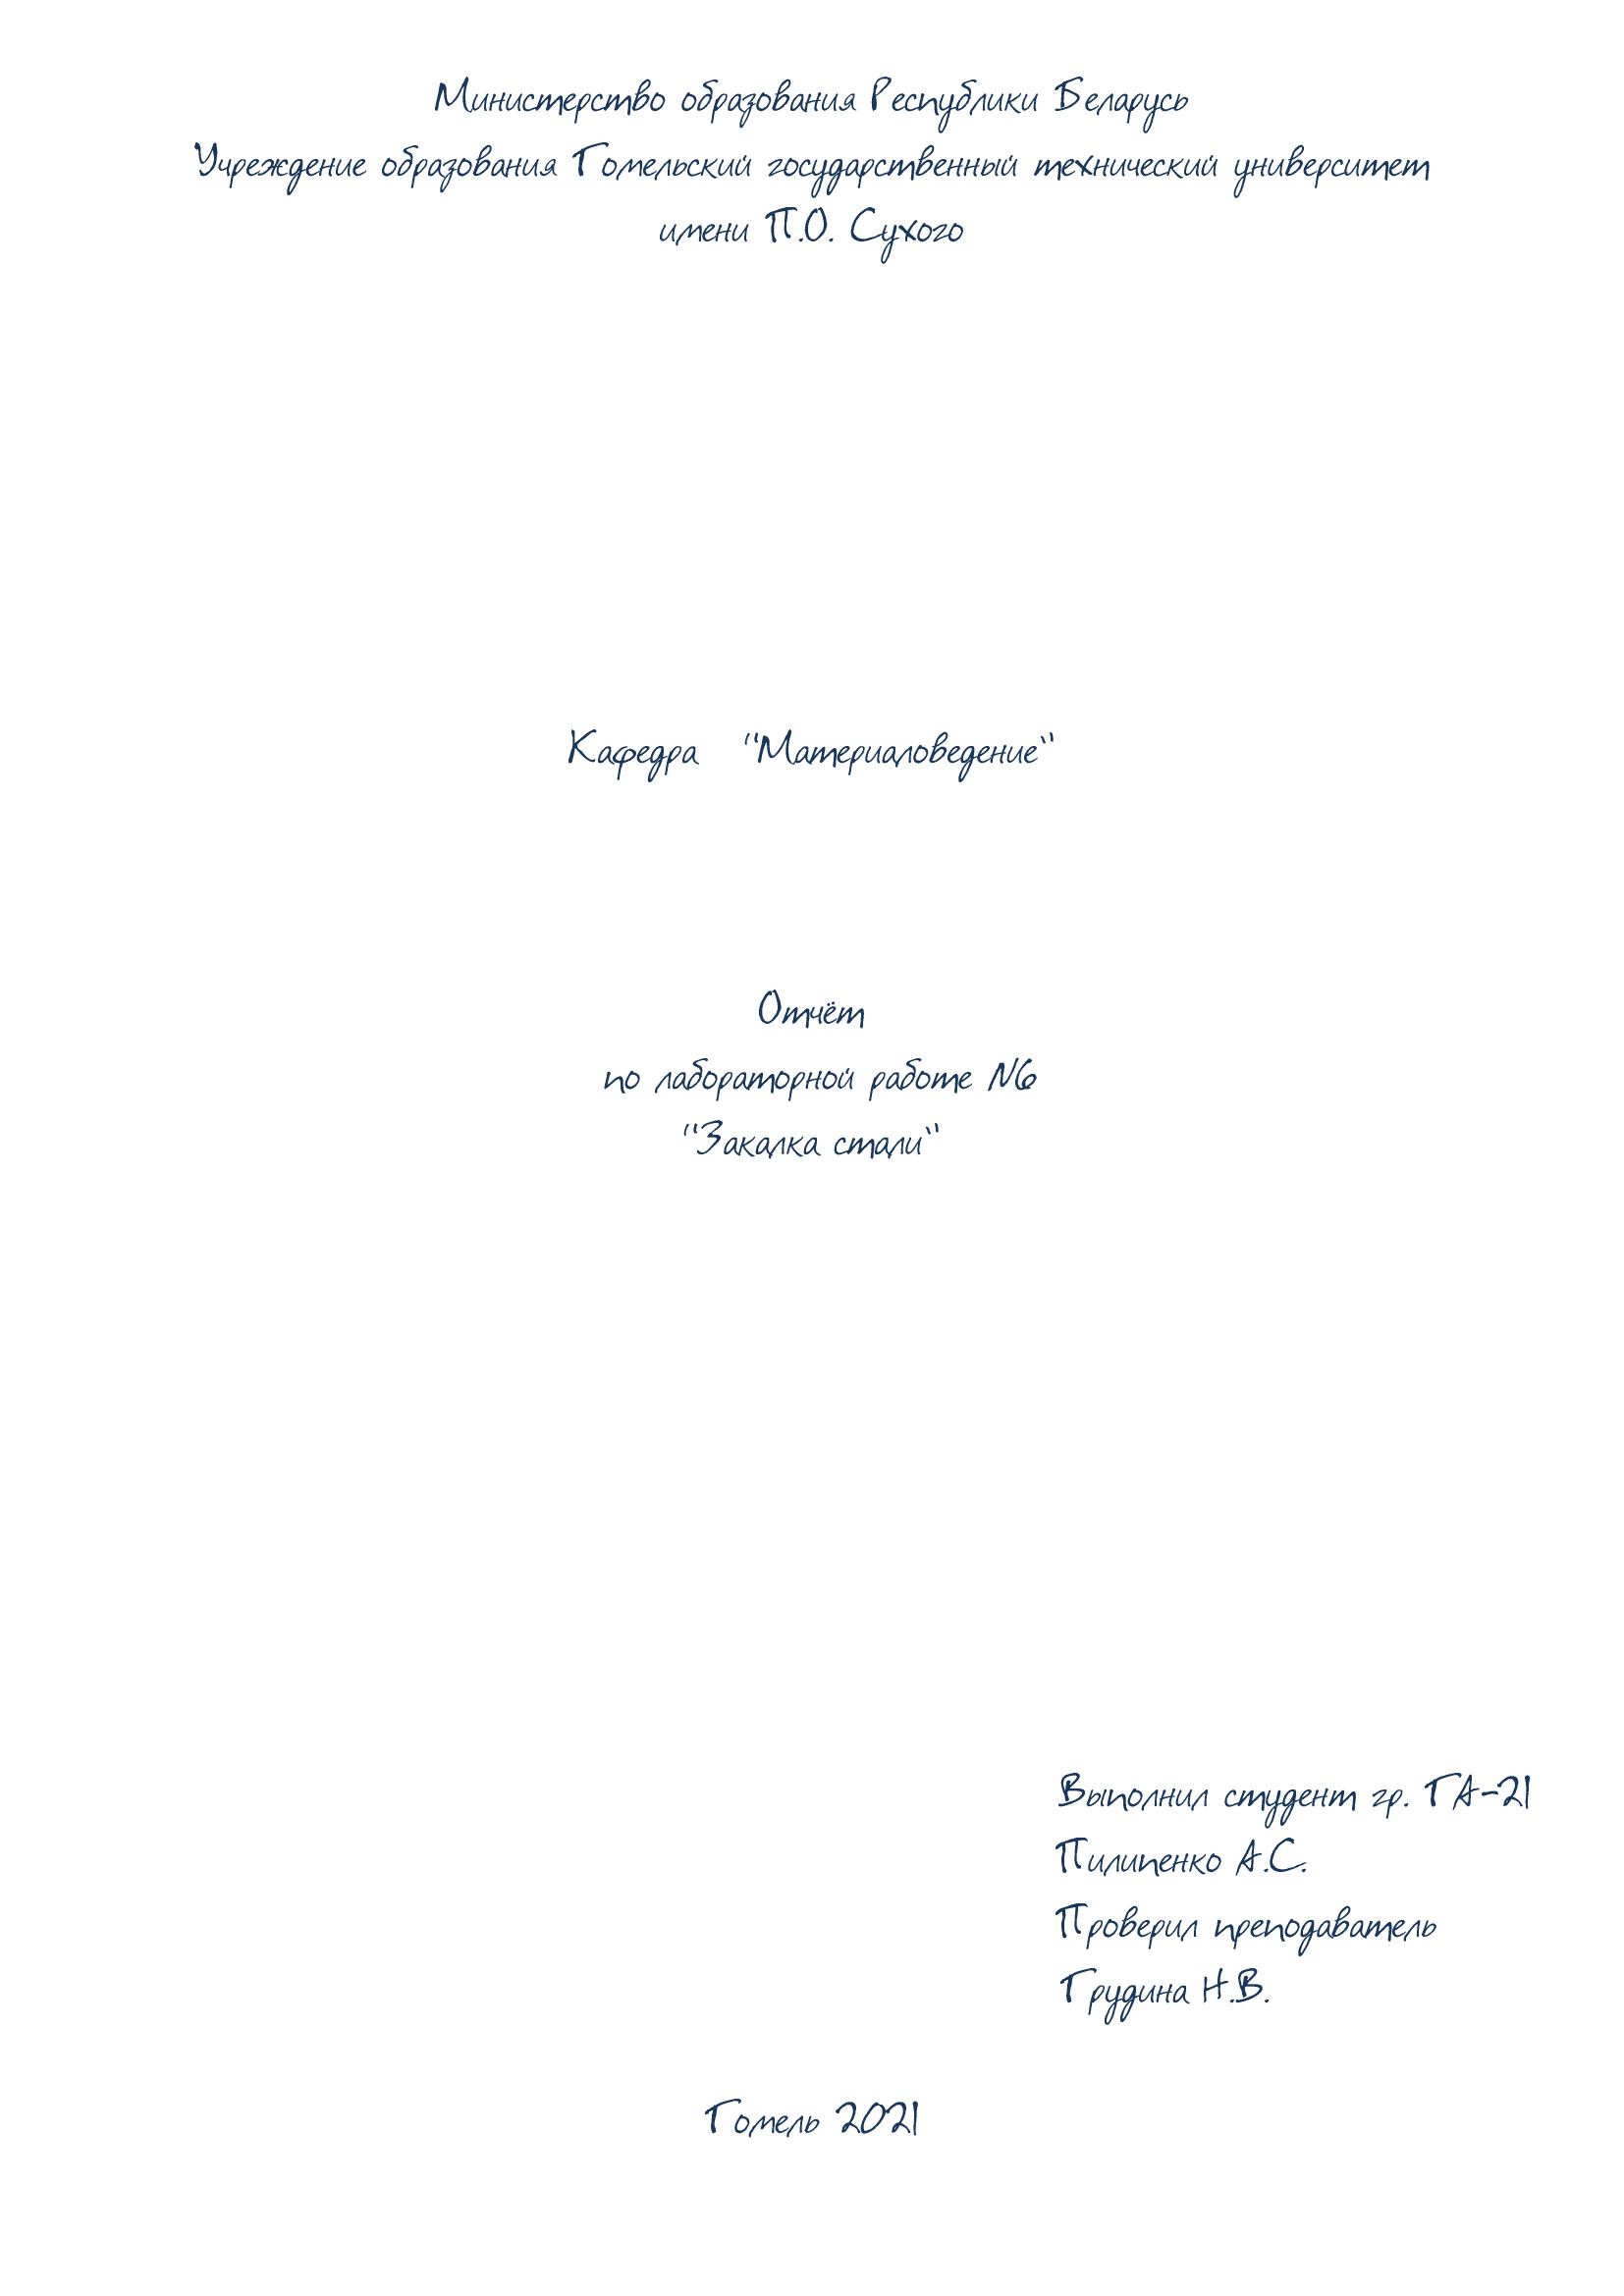 Министерство образования Республики Беларусь
Учреждение образования Гомельский государственный технический университет
имени П.О. Сухого
Кафедра "Материаловедение"
Отчёт
по лабораторной работе №6
"Закалка стали"
Выполнил студент гр. ГА-21
Пилипенко А.С.
Проверил преподаватель
Грудина Н.В.
Гомель 2021